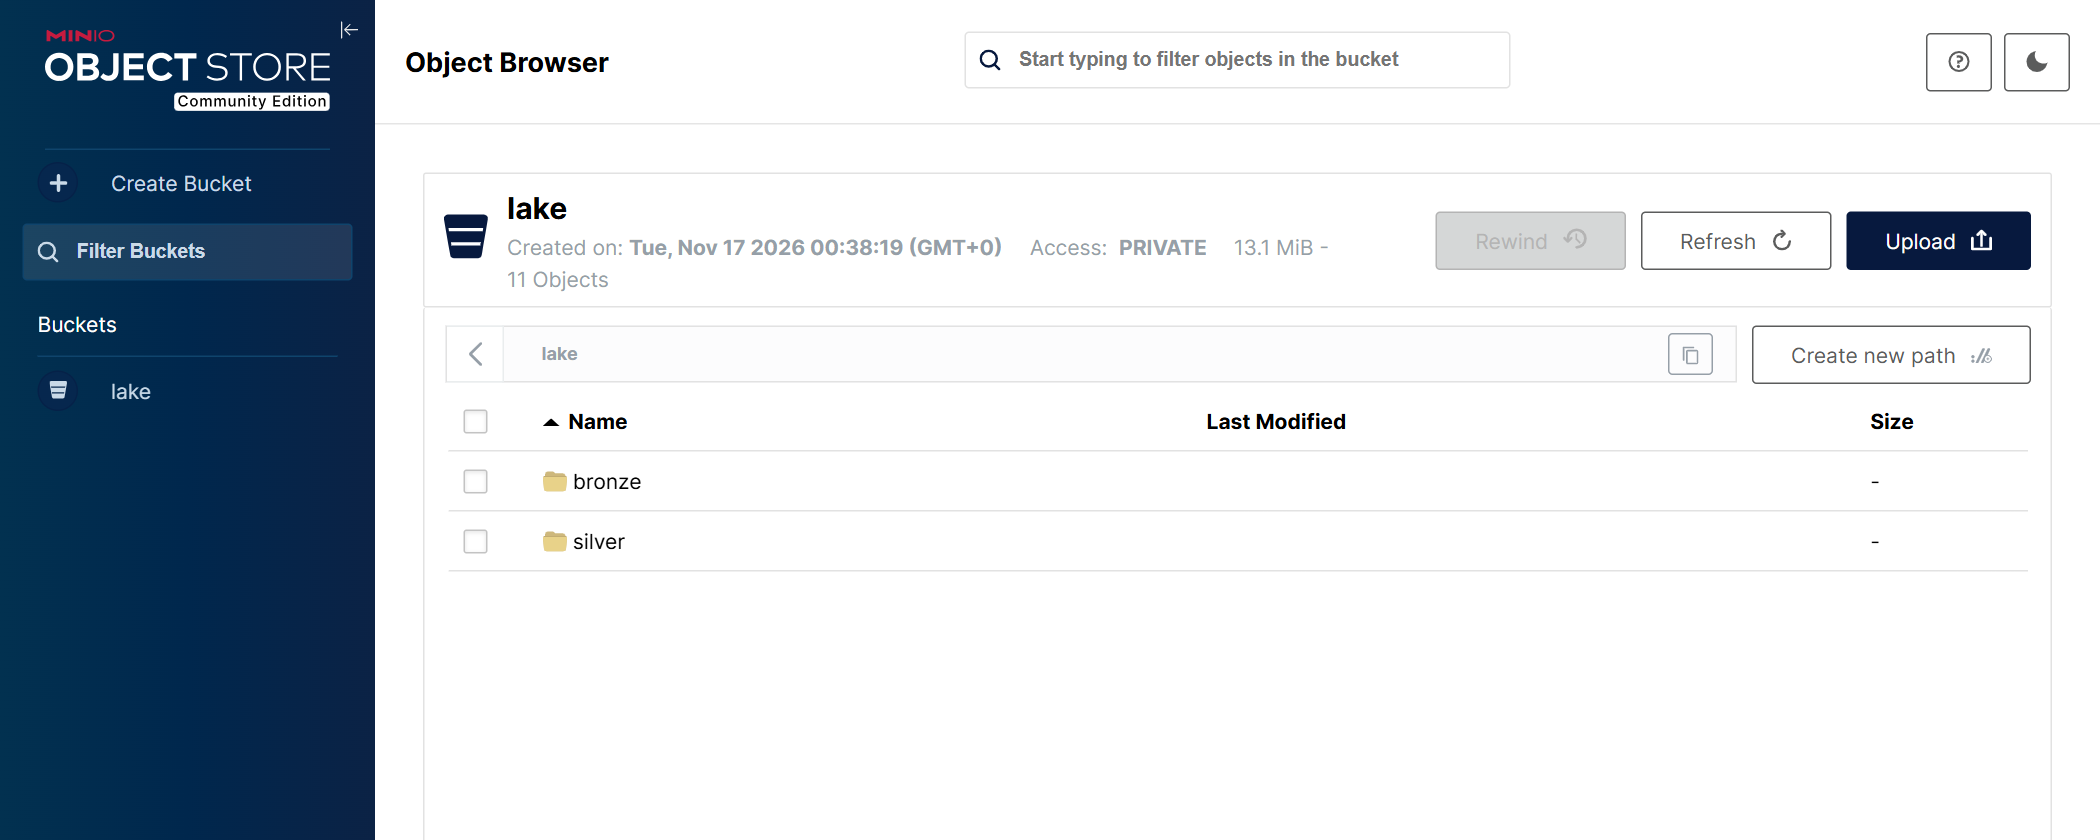 MINIO
OBJECT STORE
Community Edition
Create Bucket
Filter Buckets
Buckets
lake
Object Browser
Start typing to filter objects in the bucket
lake
Created on: Tue, Nov 17 2026 00:38:19 (GMT+0) Access: PRIVATE 13.1 MiB -
11 Objects
Rewind
Refresh
Upload
lake
Create new path
Name Last Modified Size
bronze -
silver -